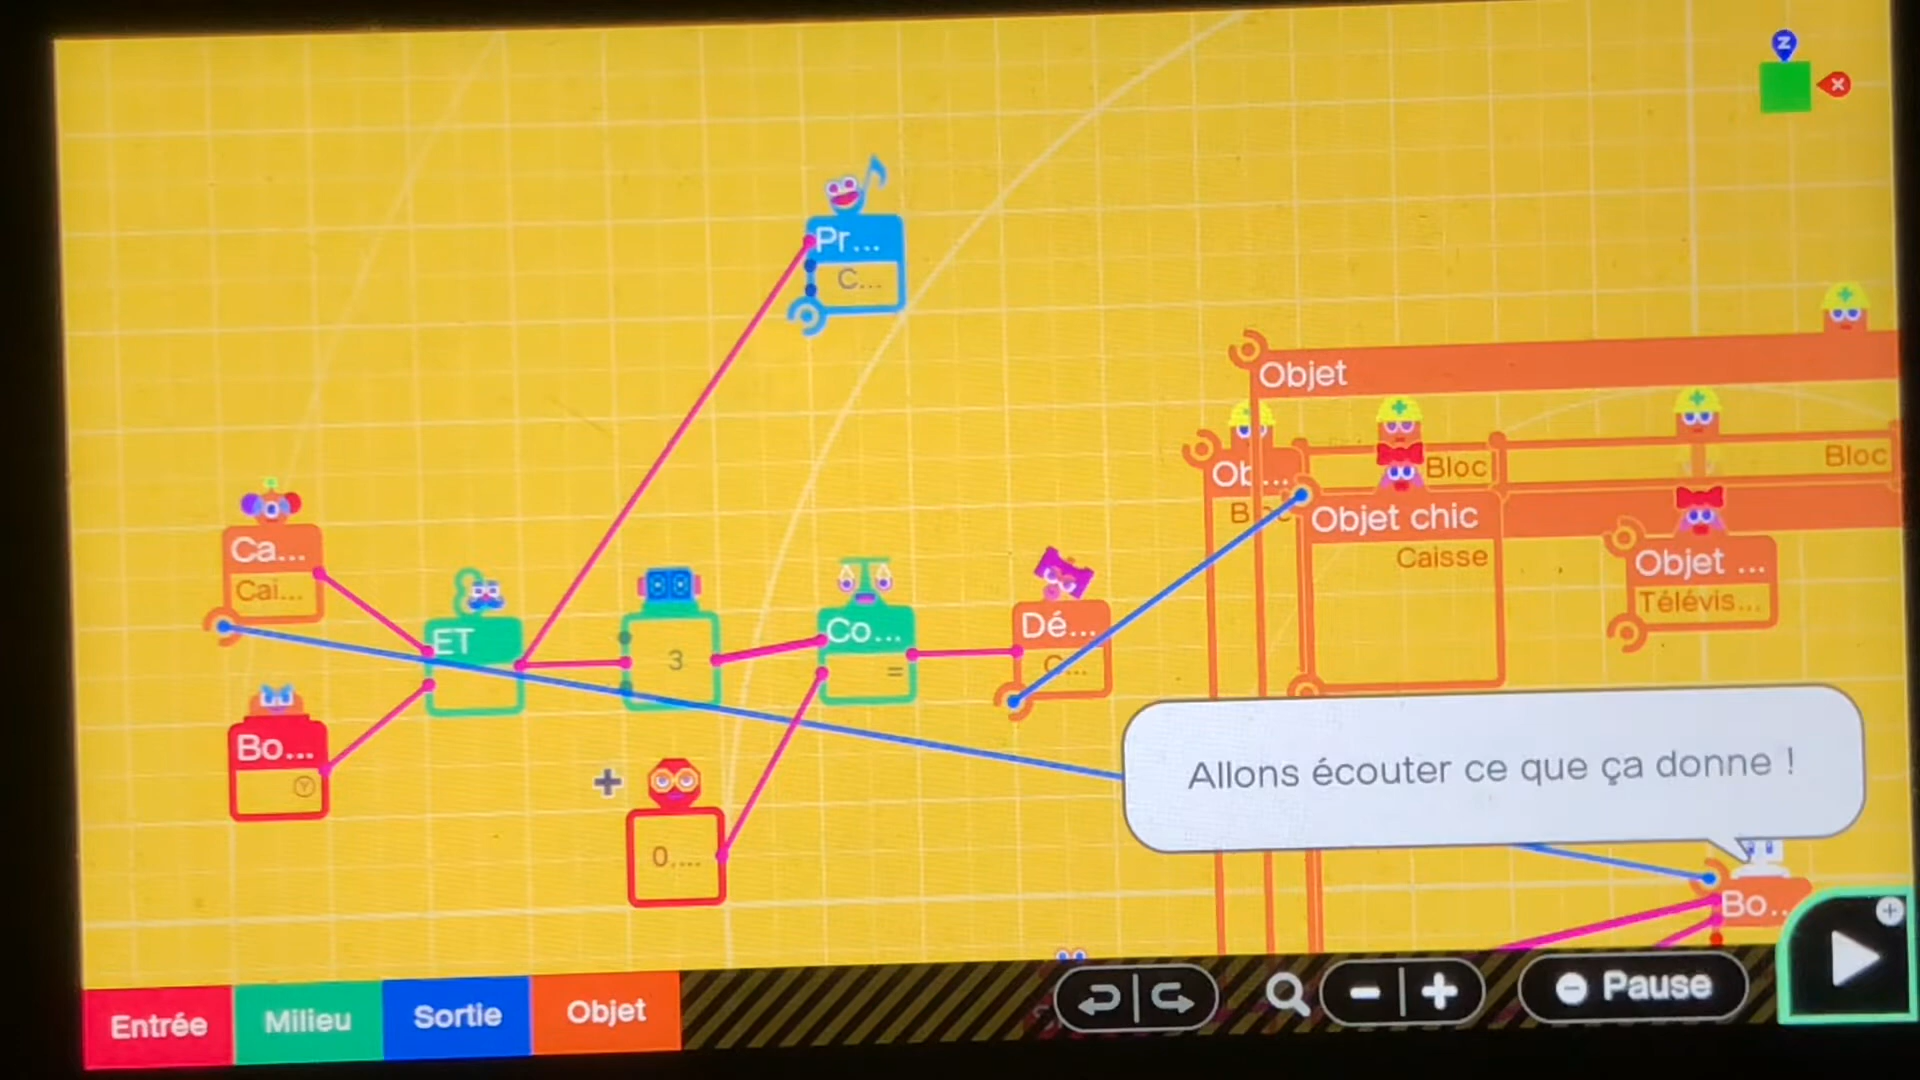 Z
X
Pr...
C...
Objet
Ob...
Bloc
Bloc
Bloc
Objet chic
Caisse
Objet ...
Télévis...
Ca...
Cai...
ET
3
Co...
=
Dé...
C...
Bo...
Y
0....
Allons écouter ce que ça donne !
Bo...
Entrée
Milieu
Sortie
Objet
Pause